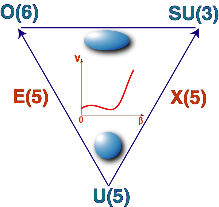 O(6) SU(3)
V
E(5) X(5)
0 β
U(5)